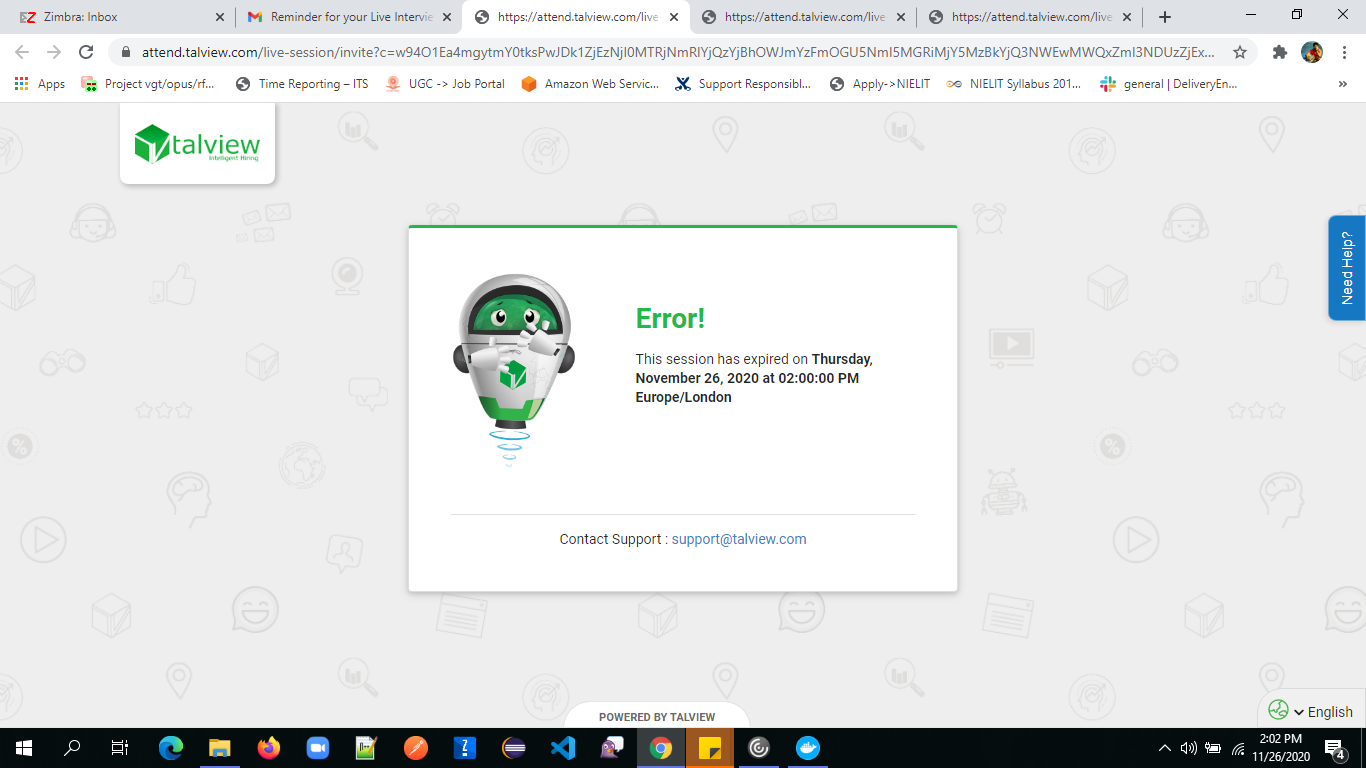 Zimbra: Inbox
Reminder for your Live Intervie
https://attend.talview.com/live
https://attend.talview.com/live
https://attend.talview.com/live
attend.talview.com/live-session/invite?c=w94O1Ea4mgytmY0tksPwJDk1ZjEzNjI0MTRjNmRlYjQzYjBhOWJmYzFmOGU5NmI5MGRiMjY5MzBkYjQ3NWEwMWQxZmI3NDUzZjEx...
Apps
Project vgt/opus/rf...
Time Reporting – ITS
UGC -> Job Portal
Amazon Web Servic...
Support Responsibl...
Apply->NIELIT
NIELIT Syllabus 201...
general | DeliveryEn...
»
talview
Intelligent Hiring
Need Help?
Error!
This session has expired on Thursday,
November 26, 2020 at 02:00:00 PM
Europe/London
Contact Support : support@talview.com
POWERED BY TALVIEW
English
2:02 PM
11/26/2020
4